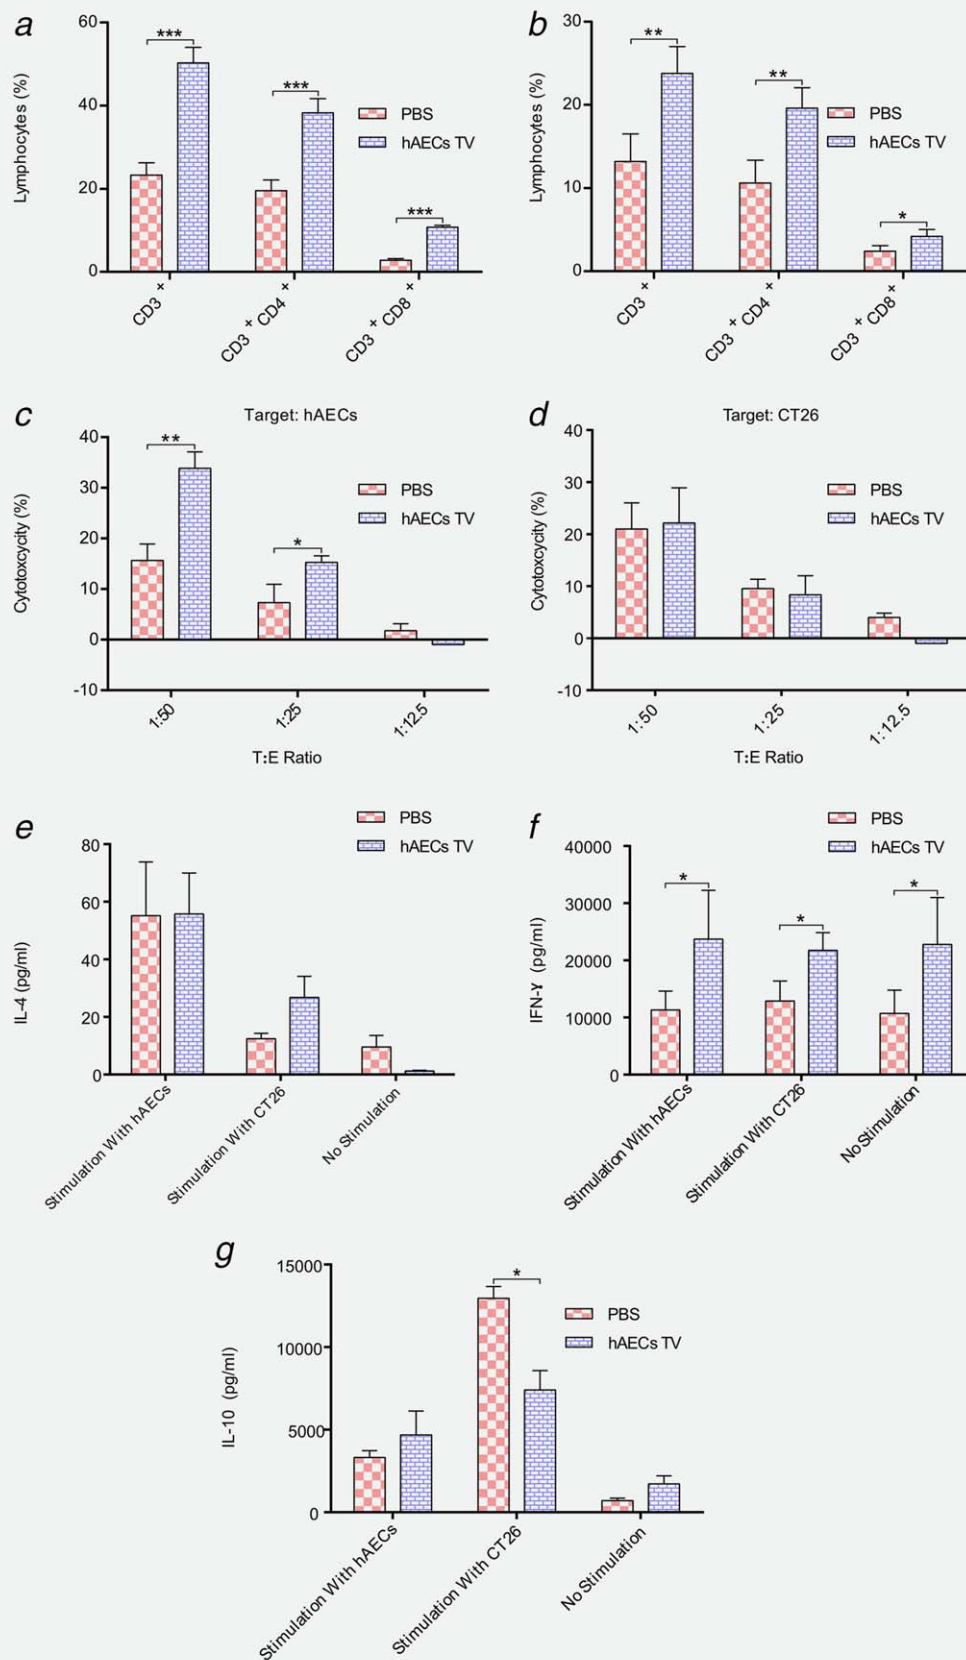 a
60
40
20
0
Lymphocytes (%)
***
***
***
PBS
hAECs TV
CD3 +
CD3 + CD4 +
CD3 + CD8 +
b
30
20
10
0
Lymphocytes (%)
**
**
*
PBS
hAECs TV
CD3 +
CD3 + CD4 +
CD3 + CD8 +
c
Target: hAECs
40
30
20
10
0
-10
Cytotoxcycity (%)
**
*
PBS
hAECs TV
1:50
1:25
1:12.5
T:E Ratio
d
Target: CT26
40
30
20
10
0
-10
Cytotoxcycity (%)
PBS
hAECs TV
1:50
1:25
1:12.5
T:E Ratio
e
PBS
hAECs TV
80
60
40
20
0
IL-4 (pg/ml)
Stimulation With hAECs
Stimulation With CT26
No Stimulation
f
PBS
hAECs TV
40000
30000
20000
10000
0
IFN-γ (pg/ml)
*
*
*
Stimulation With hAECs
Stimulation With CT26
No Stimulation
g
15000
10000
5000
0
IL-10 (pg/ml)
*
PBS
hAECs TV
Stimulation With hAECs
Stimulation With CT26
No Stimulation